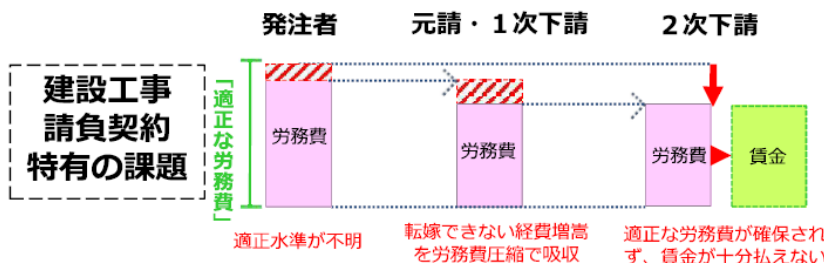 発注者
元請・１次下請
２次下請
建設工事
請負契約
特有の課題
「適正な労務費」
労務費
労務費
労務費
賃金
適正水準が不明
転嫁できない経費増嵩
を労務費圧縮で吸収
適正な労務費が確保され
ず、賃金が十分払えない